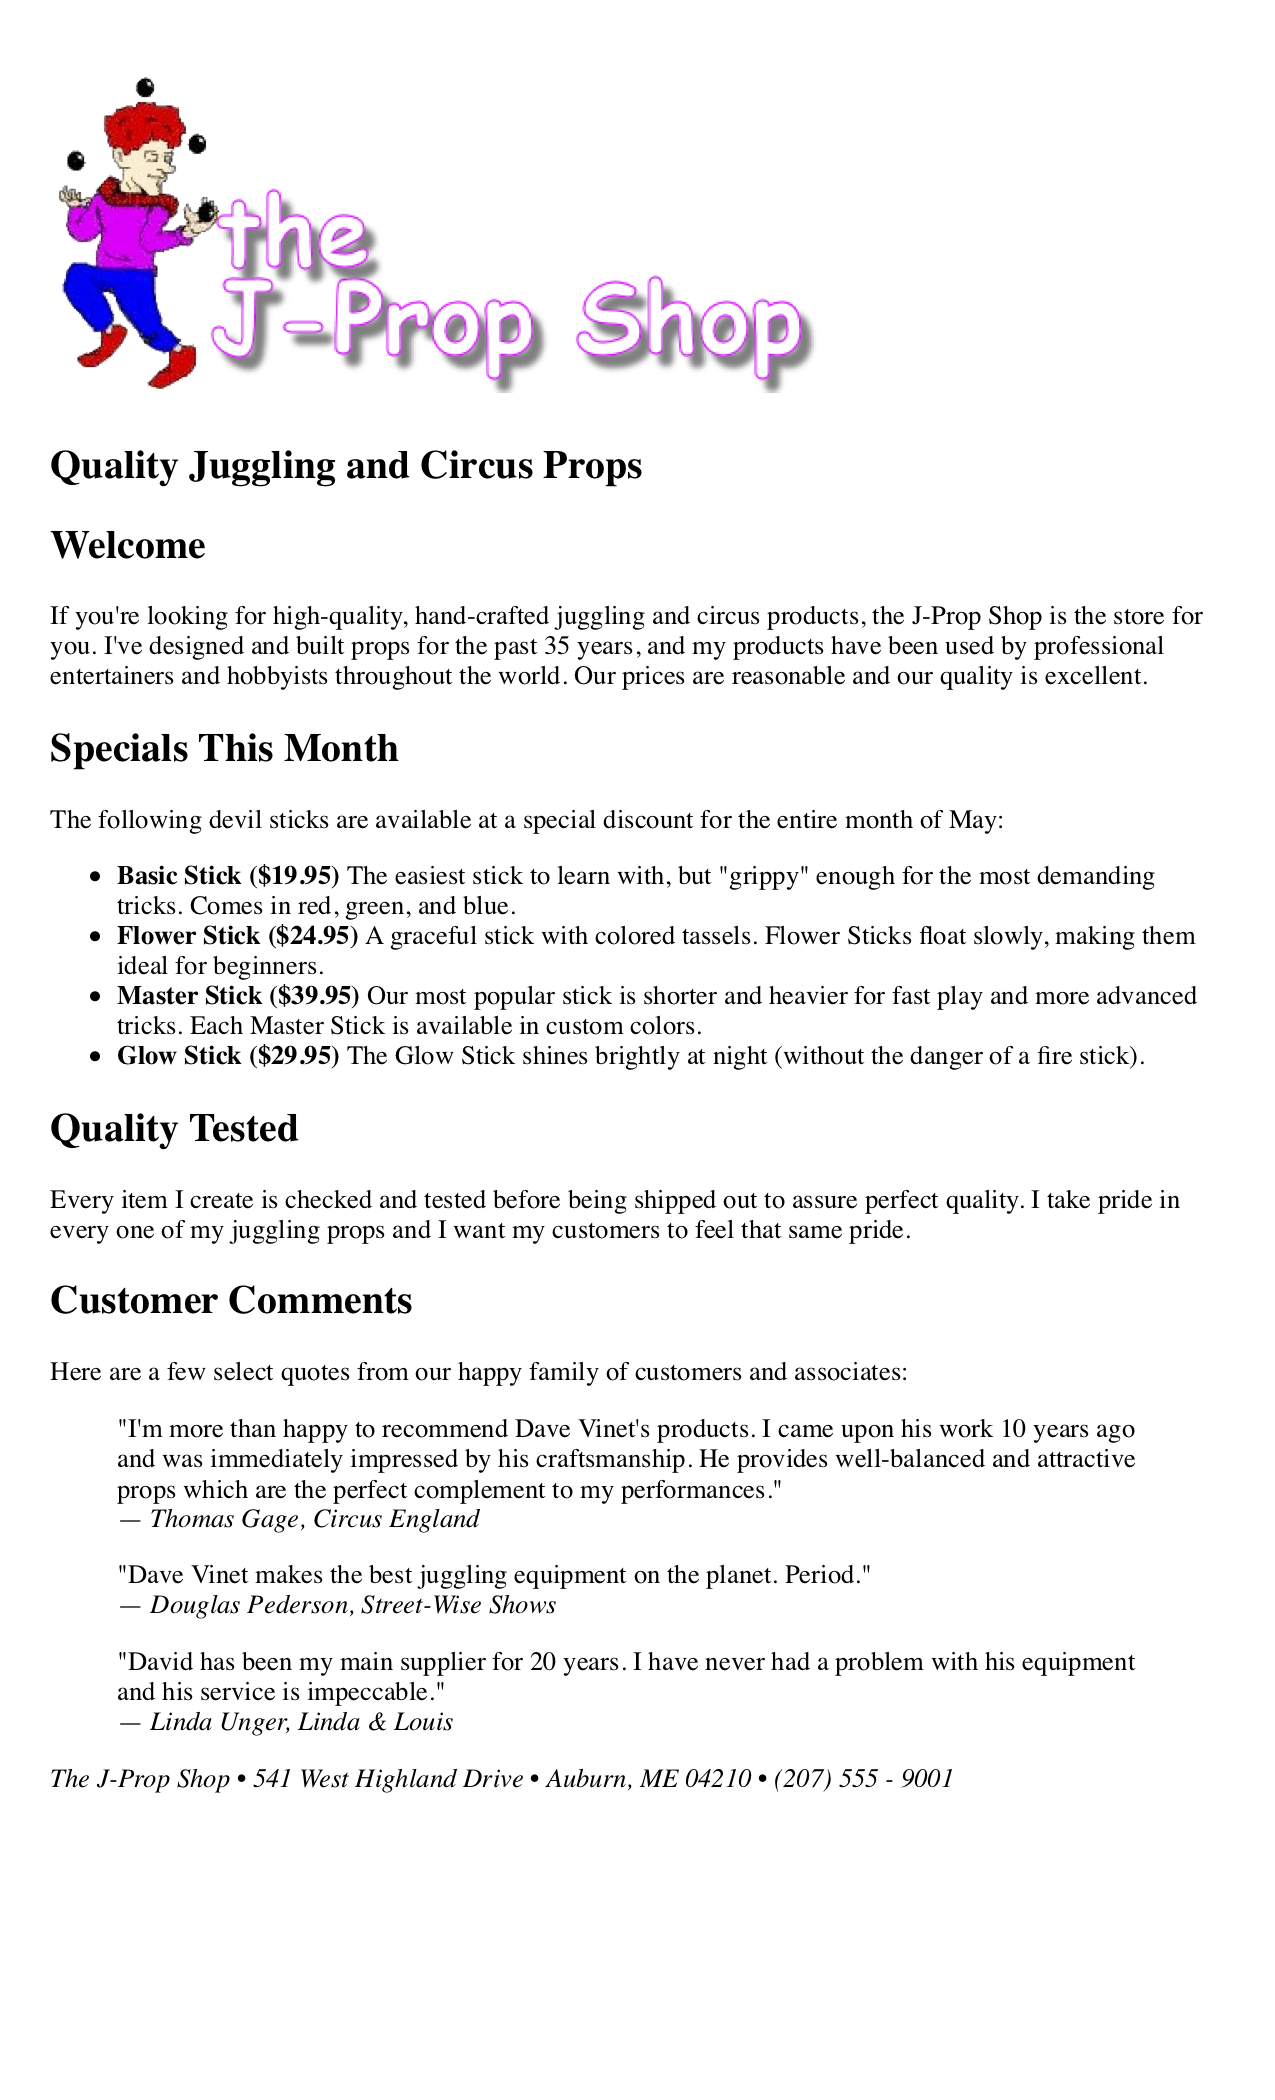 the
J-Prop Shop
Quality Juggling and Circus Props
Welcome
If you're looking for high-quality, hand-crafted juggling and circus products, the J-Prop Shop is the store for
you. I've designed and built props for the past 35 years, and my products have been used by professional
entertainers and hobbyists throughout the world. Our prices are reasonable and our quality is excellent.
Specials This Month
The following devil sticks are available at a special discount for the entire month of May:
• Basic Stick ($19.95) The easiest stick to learn with, but "grippy" enough for the most demanding
tricks. Comes in red, green, and blue.
• Flower Stick ($24.95) A graceful stick with colored tassels. Flower Sticks float slowly, making them
ideal for beginners.
• Master Stick ($39.95) Our most popular stick is shorter and heavier for fast play and more advanced
tricks. Each Master Stick is available in custom colors.
• Glow Stick ($29.95) The Glow Stick shines brightly at night (without the danger of a fire stick).
Quality Tested
Every item I create is checked and tested before being shipped out to assure perfect quality. I take pride in
every one of my juggling props and I want my customers to feel that same pride.
Customer Comments
Here are a few select quotes from our happy family of customers and associates:
"I'm more than happy to recommend Dave Vinet's products. I came upon his work 10 years ago
and was immediately impressed by his craftsmanship. He provides well-balanced and attractive
props which are the perfect complement to my performances."
— Thomas Gage, Circus England
"Dave Vinet makes the best juggling equipment on the planet. Period."
— Douglas Pederson, Street-Wise Shows
"David has been my main supplier for 20 years. I have never had a problem with his equipment
and his service is impeccable."
— Linda Unger, Linda & Louis
The J-Prop Shop • 541 West Highland Drive • Auburn, ME 04210 • (207) 555 - 9001